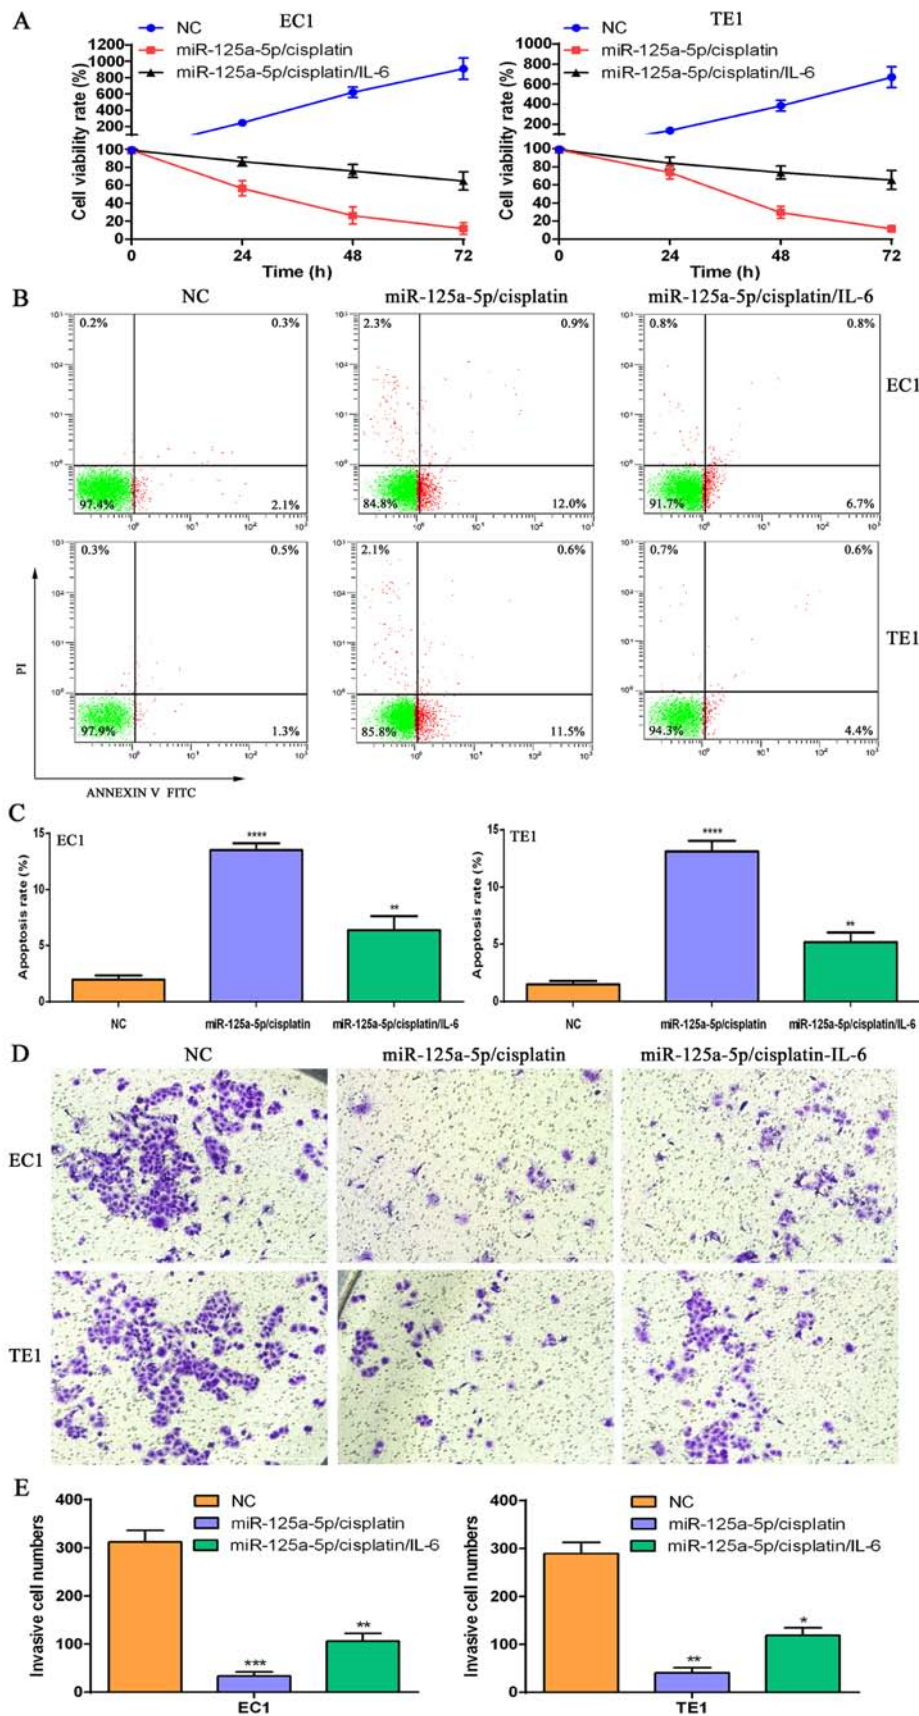 A
EC1
NC
miR-125a-5p/cisplatin
miR-125a-5p/cisplatin/IL-6
Cell viability rate (%)
Cell viability rate (%)
1200
1000
800
600
400
200
100
80
60
40
20
0
0 24 48 72
Time (h)
TE1
NC
miR-125a-5p/cisplatin
miR-125a-5p/cisplatin/IL-6
Cell viability rate (%)
Cell viability rate (%)
1000
800
600
400
200
100
80
60
40
20
0
0 24 48 72
Time (h)
B
NC miR-125a-5p/cisplatin miR-125a-5p/cisplatin/IL-6
0.2% 0.3% 2.3% 0.9% 0.8% 0.8%
EC1
97.4% 2.1% 84.8% 12.0% 91.7% 6.7%
0.3% 0.5% 2.1% 0.6% 0.7% 0.6%
TE1
97.9% 1.3% 85.8% 11.5% 94.3% 4.4%
PI
ANNEXIN V FITC
C
EC1
Apoptosis rate (%)
15
10
5
0
****
**
NC miR-125a-5p/cisplatin miR-125a-5p/cisplatin/IL-6
TE1
Apoptosis rate (%)
15
10
5
0
****
**
NC miR-125a-5p/cisplatin miR-125a-5p/cisplatin/IL-6
D
NC miR-125a-5p/cisplatin miR-125a-5p/cisplatin-IL-6
EC1
TE1
E
Invasive cell numbers
400
300
200
100
0
NC
miR-125a-5p/cisplatin
miR-125a-5p/cisplatin/IL-6
***
**
EC1
Invasive cell numbers
400
300
200
100
0
NC
miR-125a-5p/cisplatin
miR-125a-5p/cisplatin/IL-6
**
*
TE1